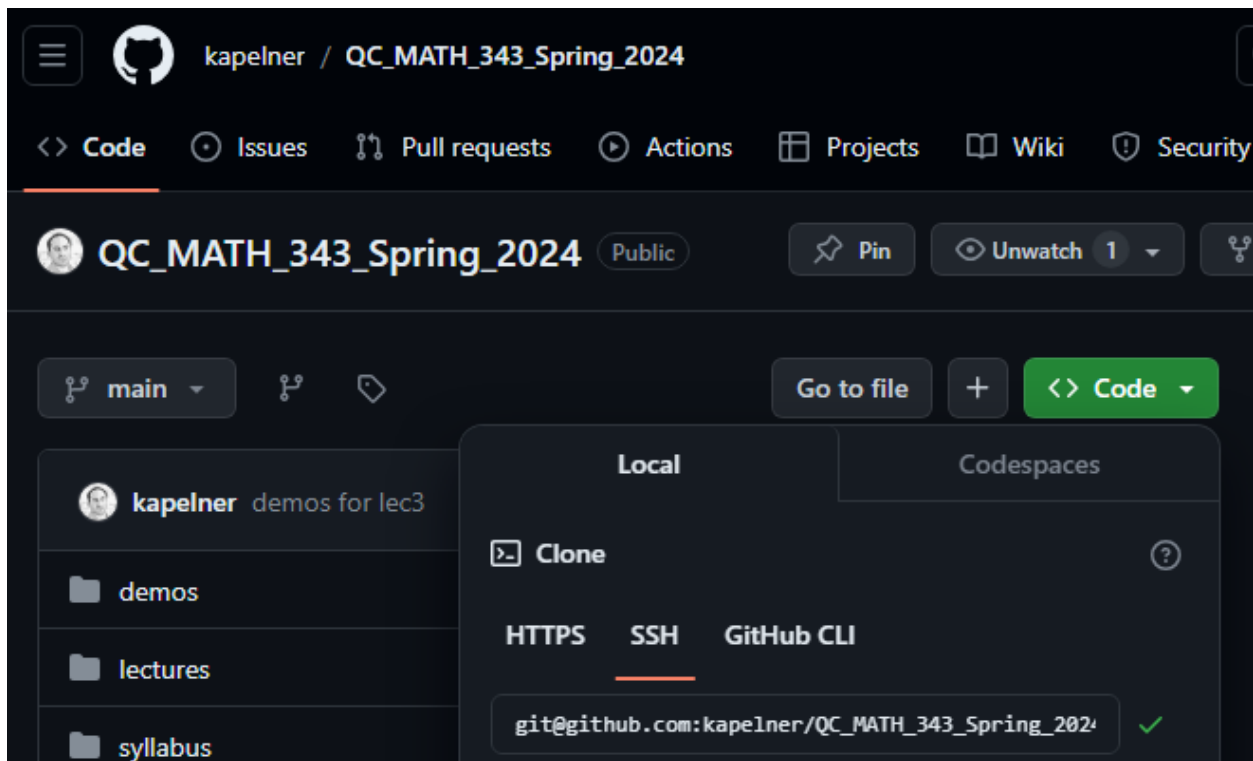 kapelner / QC_MATH_343_Spring_2024
Code Issues Pull requests Actions Projects Wiki Security
QC_MATH_343_Spring_2024 Public Pin Unwatch 1
main Go to file + <> Code
Local Codespaces
kapelner demos for lec3
Clone
demos
HTTPS SSH GitHub CLI
lectures
git@github.com:kapelner/QC_MATH_343_Spring_202
syllabus